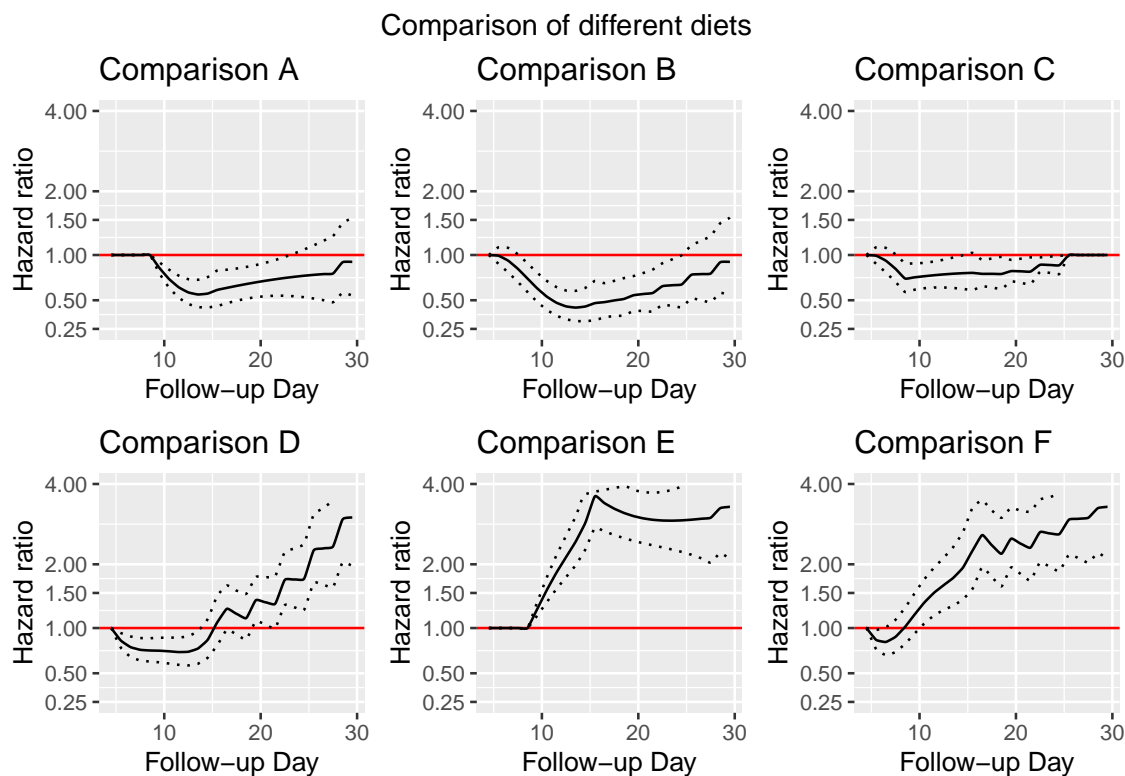 Comparison of different diets
Comparison A
Comparison B
Comparison C
Hazard ratio
4.00
2.00
1.50
1.00
0.50
0.25
10
20
30
Follow−up Day
Hazard ratio
4.00
2.00
1.50
1.00
0.50
0.25
10
20
30
Follow−up Day
Hazard ratio
4.00
2.00
1.50
1.00
0.50
0.25
10
20
30
Follow−up Day
Comparison D
Comparison E
Comparison F
Hazard ratio
4.00
2.00
1.50
1.00
0.50
0.25
10
20
30
Follow−up Day
Hazard ratio
4.00
2.00
1.50
1.00
0.50
0.25
10
20
30
Follow−up Day
Hazard ratio
4.00
2.00
1.50
1.00
0.50
0.25
10
20
30
Follow−up Day